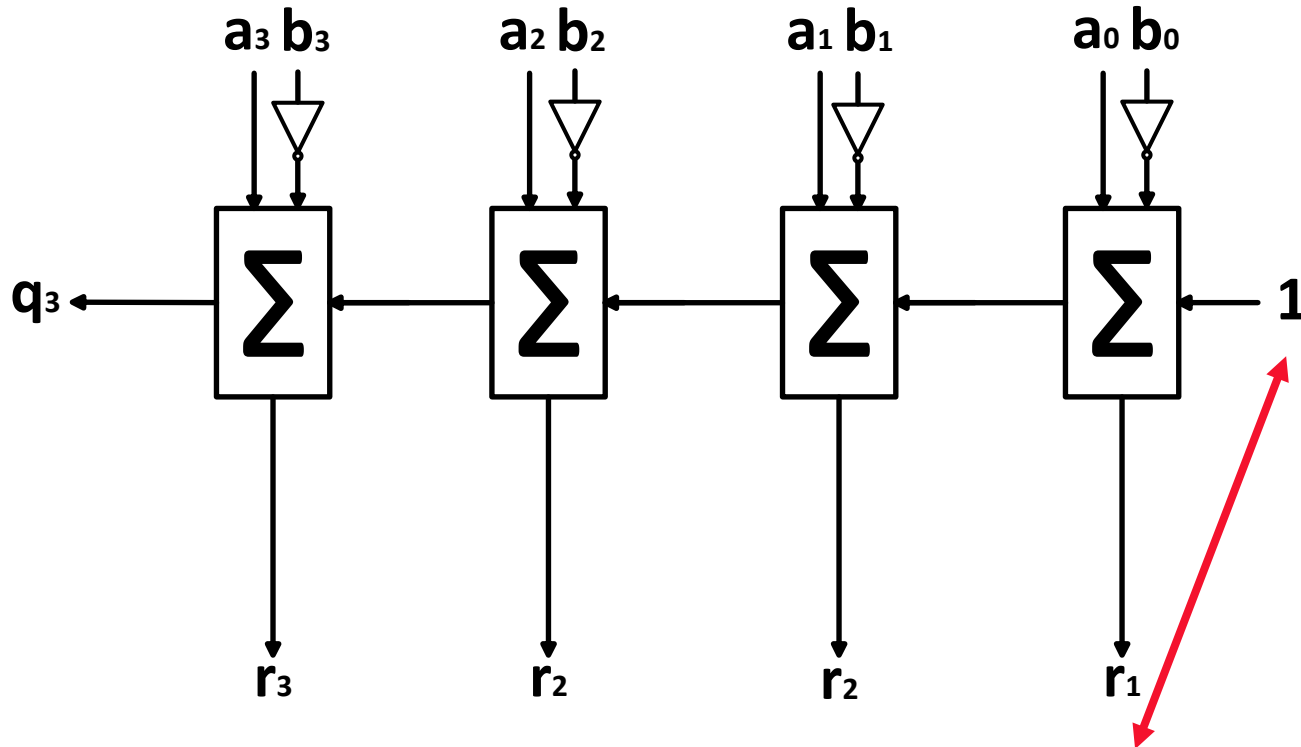 a₃ b₃ a₂ b₂ a₁ b₁ a₀ b₀
q₃ Σ Σ Σ Σ 1
r₃ r₂ r₂ r₁